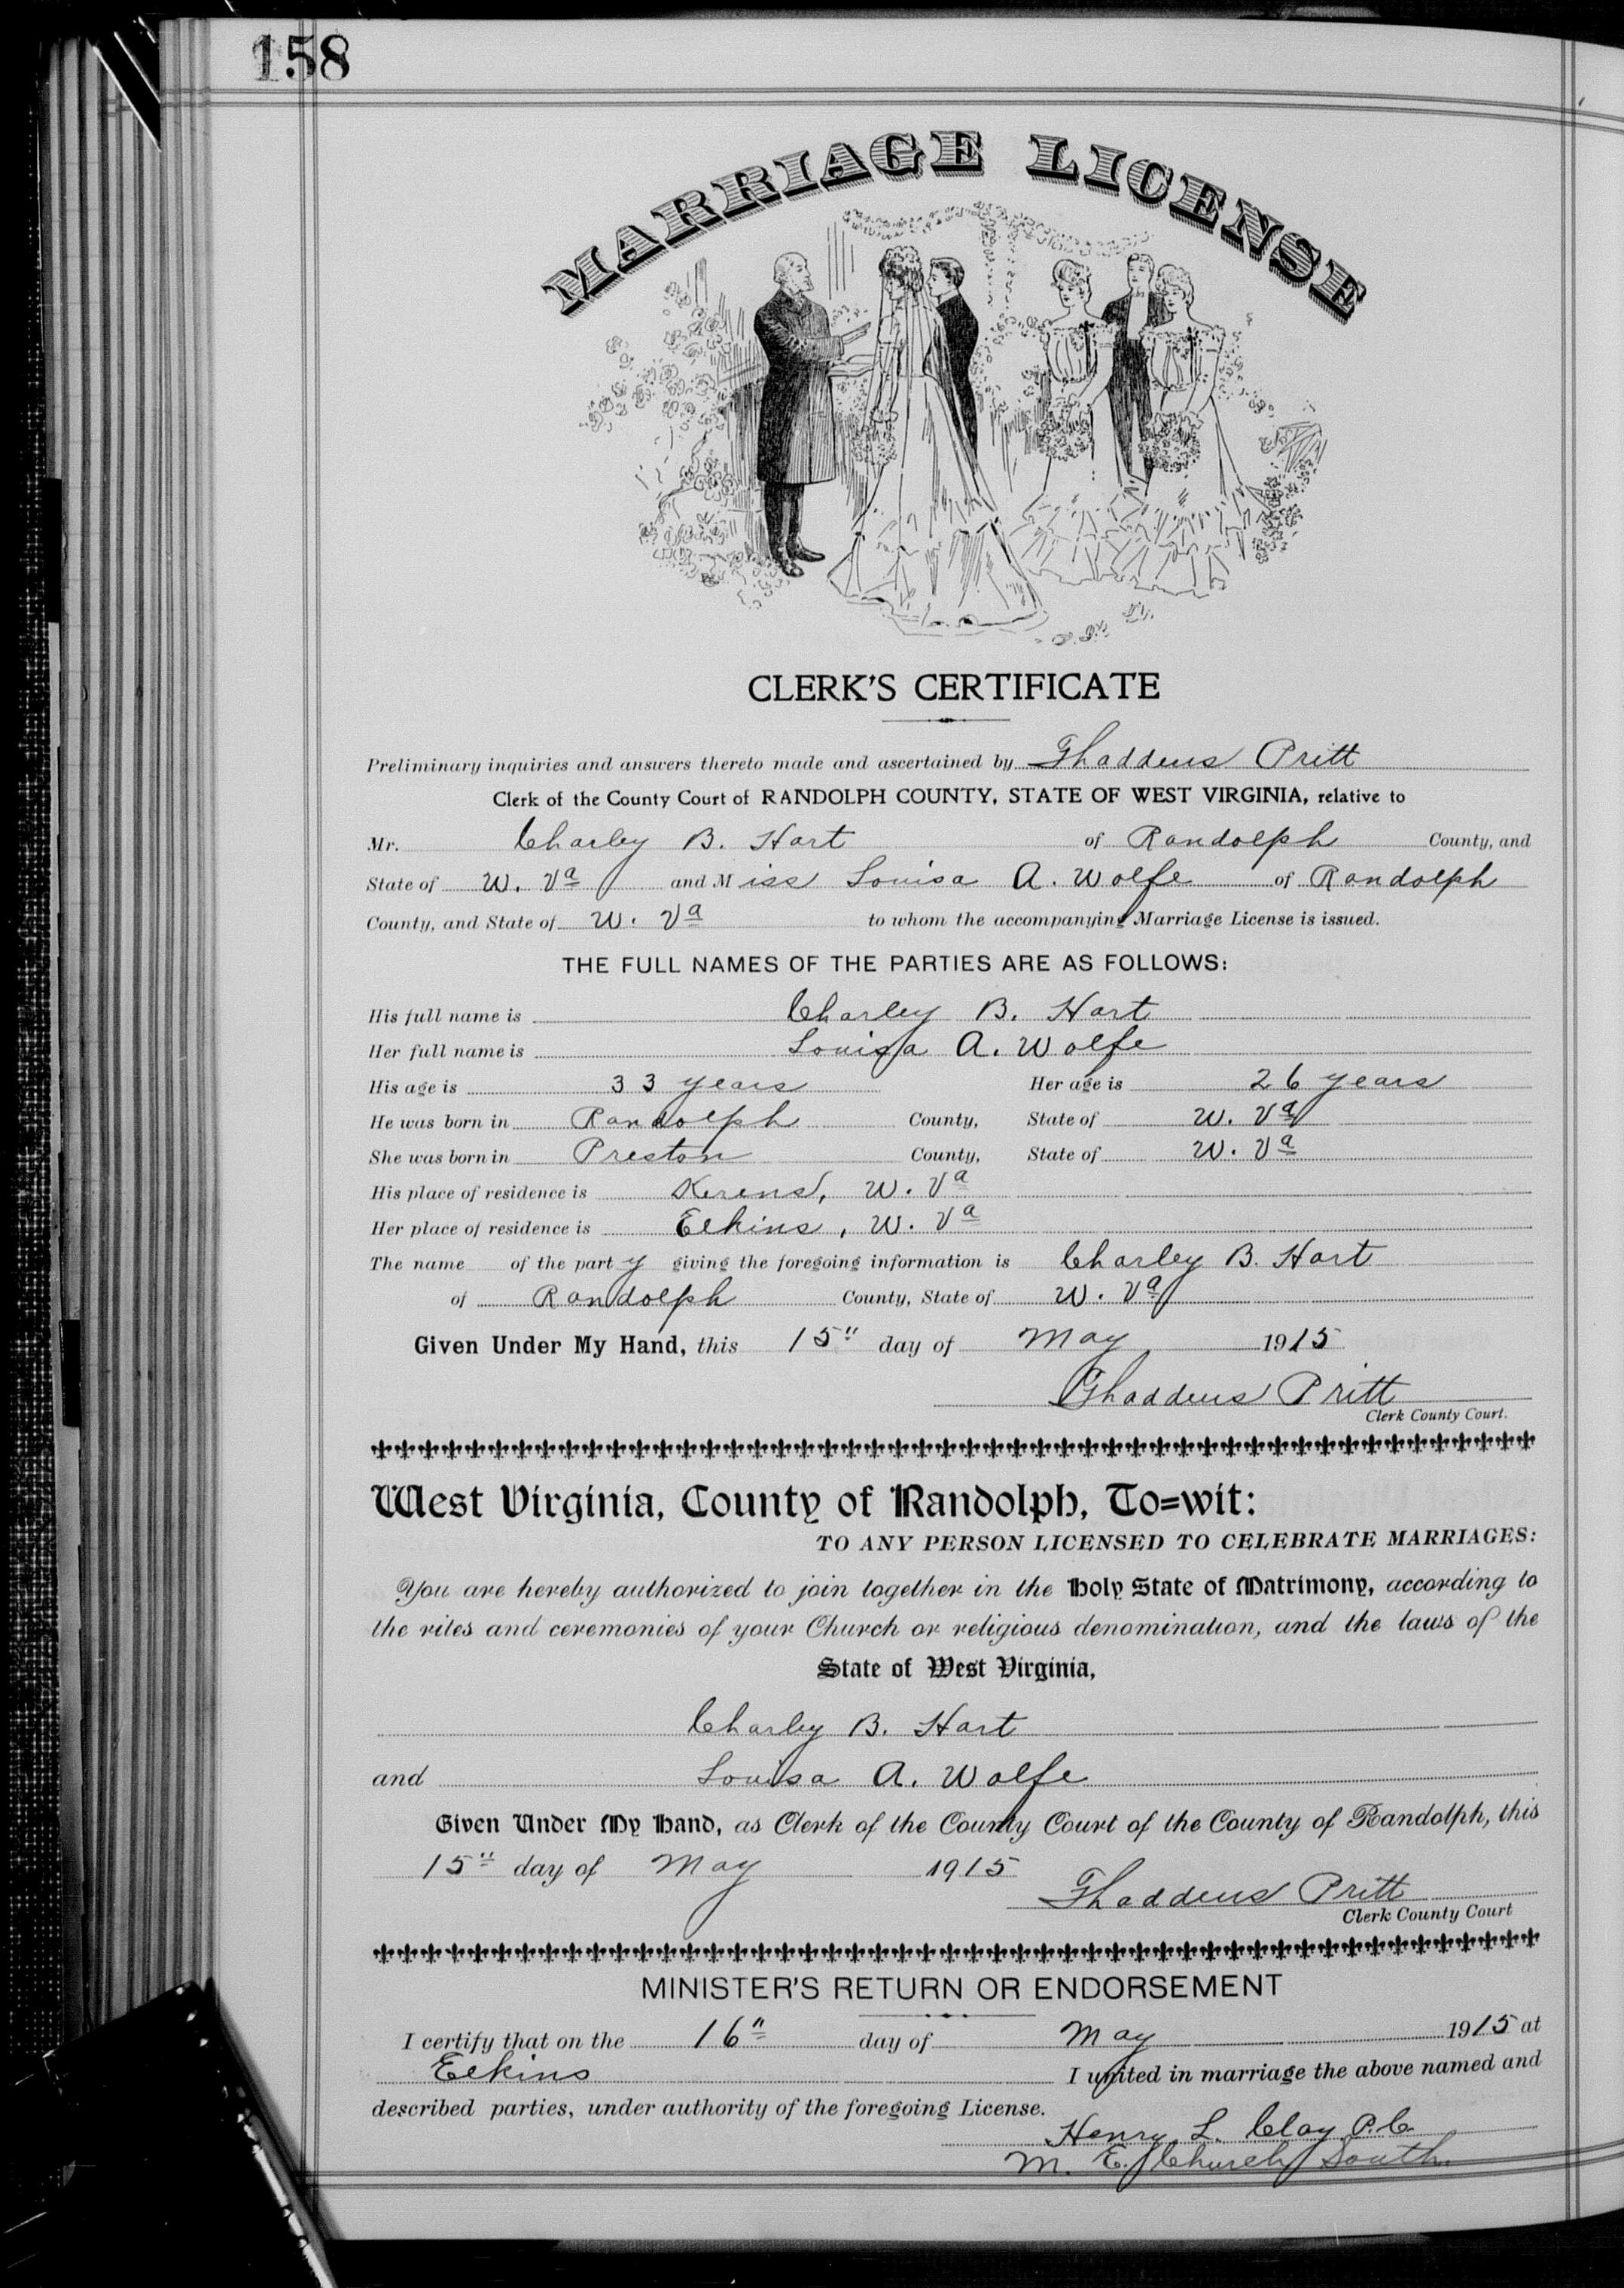 158
MARRIAGE LICENSE
CLERK'S CERTIFICATE
Preliminary inquiries and answers thereto made and ascertained by Thaddeus Pritt
Clerk of the County Court of RANDOLPH COUNTY, STATE OF WEST VIRGINIA, relative to
Mr. Charley B. Hart of Randolph County, and
State of W. Va and Miss Louisa A. Wolfe of Randolph
County, and State of W. Va to whom the accompanying Marriage License is issued.
THE FULL NAMES OF THE PARTIES ARE AS FOLLOWS:
His full name is Charley B. Hart
Her full name is Louisa A. Wolfe
His age is 33 years Her age is 26 years
He was born in Randolph County, State of W. Va
She was born in Preston County, State of W. Va
His place of residence is Kerens, W. Va
Her place of residence is Elkins, W. Va
The name of the party giving the foregoing information is Charley B. Hart
of Randolph County, State of W. Va
Given Under My Hand, this 15" day of May 1915
Thaddeus Pritt
Clerk County Court.
West Virginia, County of Randolph, To=wit:
TO ANY PERSON LICENSED TO CELEBRATE MARRIAGES:
You are hereby authorized to join together in the Holy State of Matrimony, according to
the rites and ceremonies of your Church or religious denomination, and the laws of the
State of West Virginia,
Charley B. Hart
and Louisa A. Wolfe
Given Under My Hand, as Clerk of the County Court of the County of Randolph, this
15" day of May 1915
Thaddeus Pritt
Clerk County Court
MINISTER'S RETURN OR ENDORSEMENT
I certify that on the 16" day of May 1915 at
Elkins I united in marriage the above named and
described parties, under authority of the foregoing License.
Henry L. Clay P.C.
M. E. Church South.